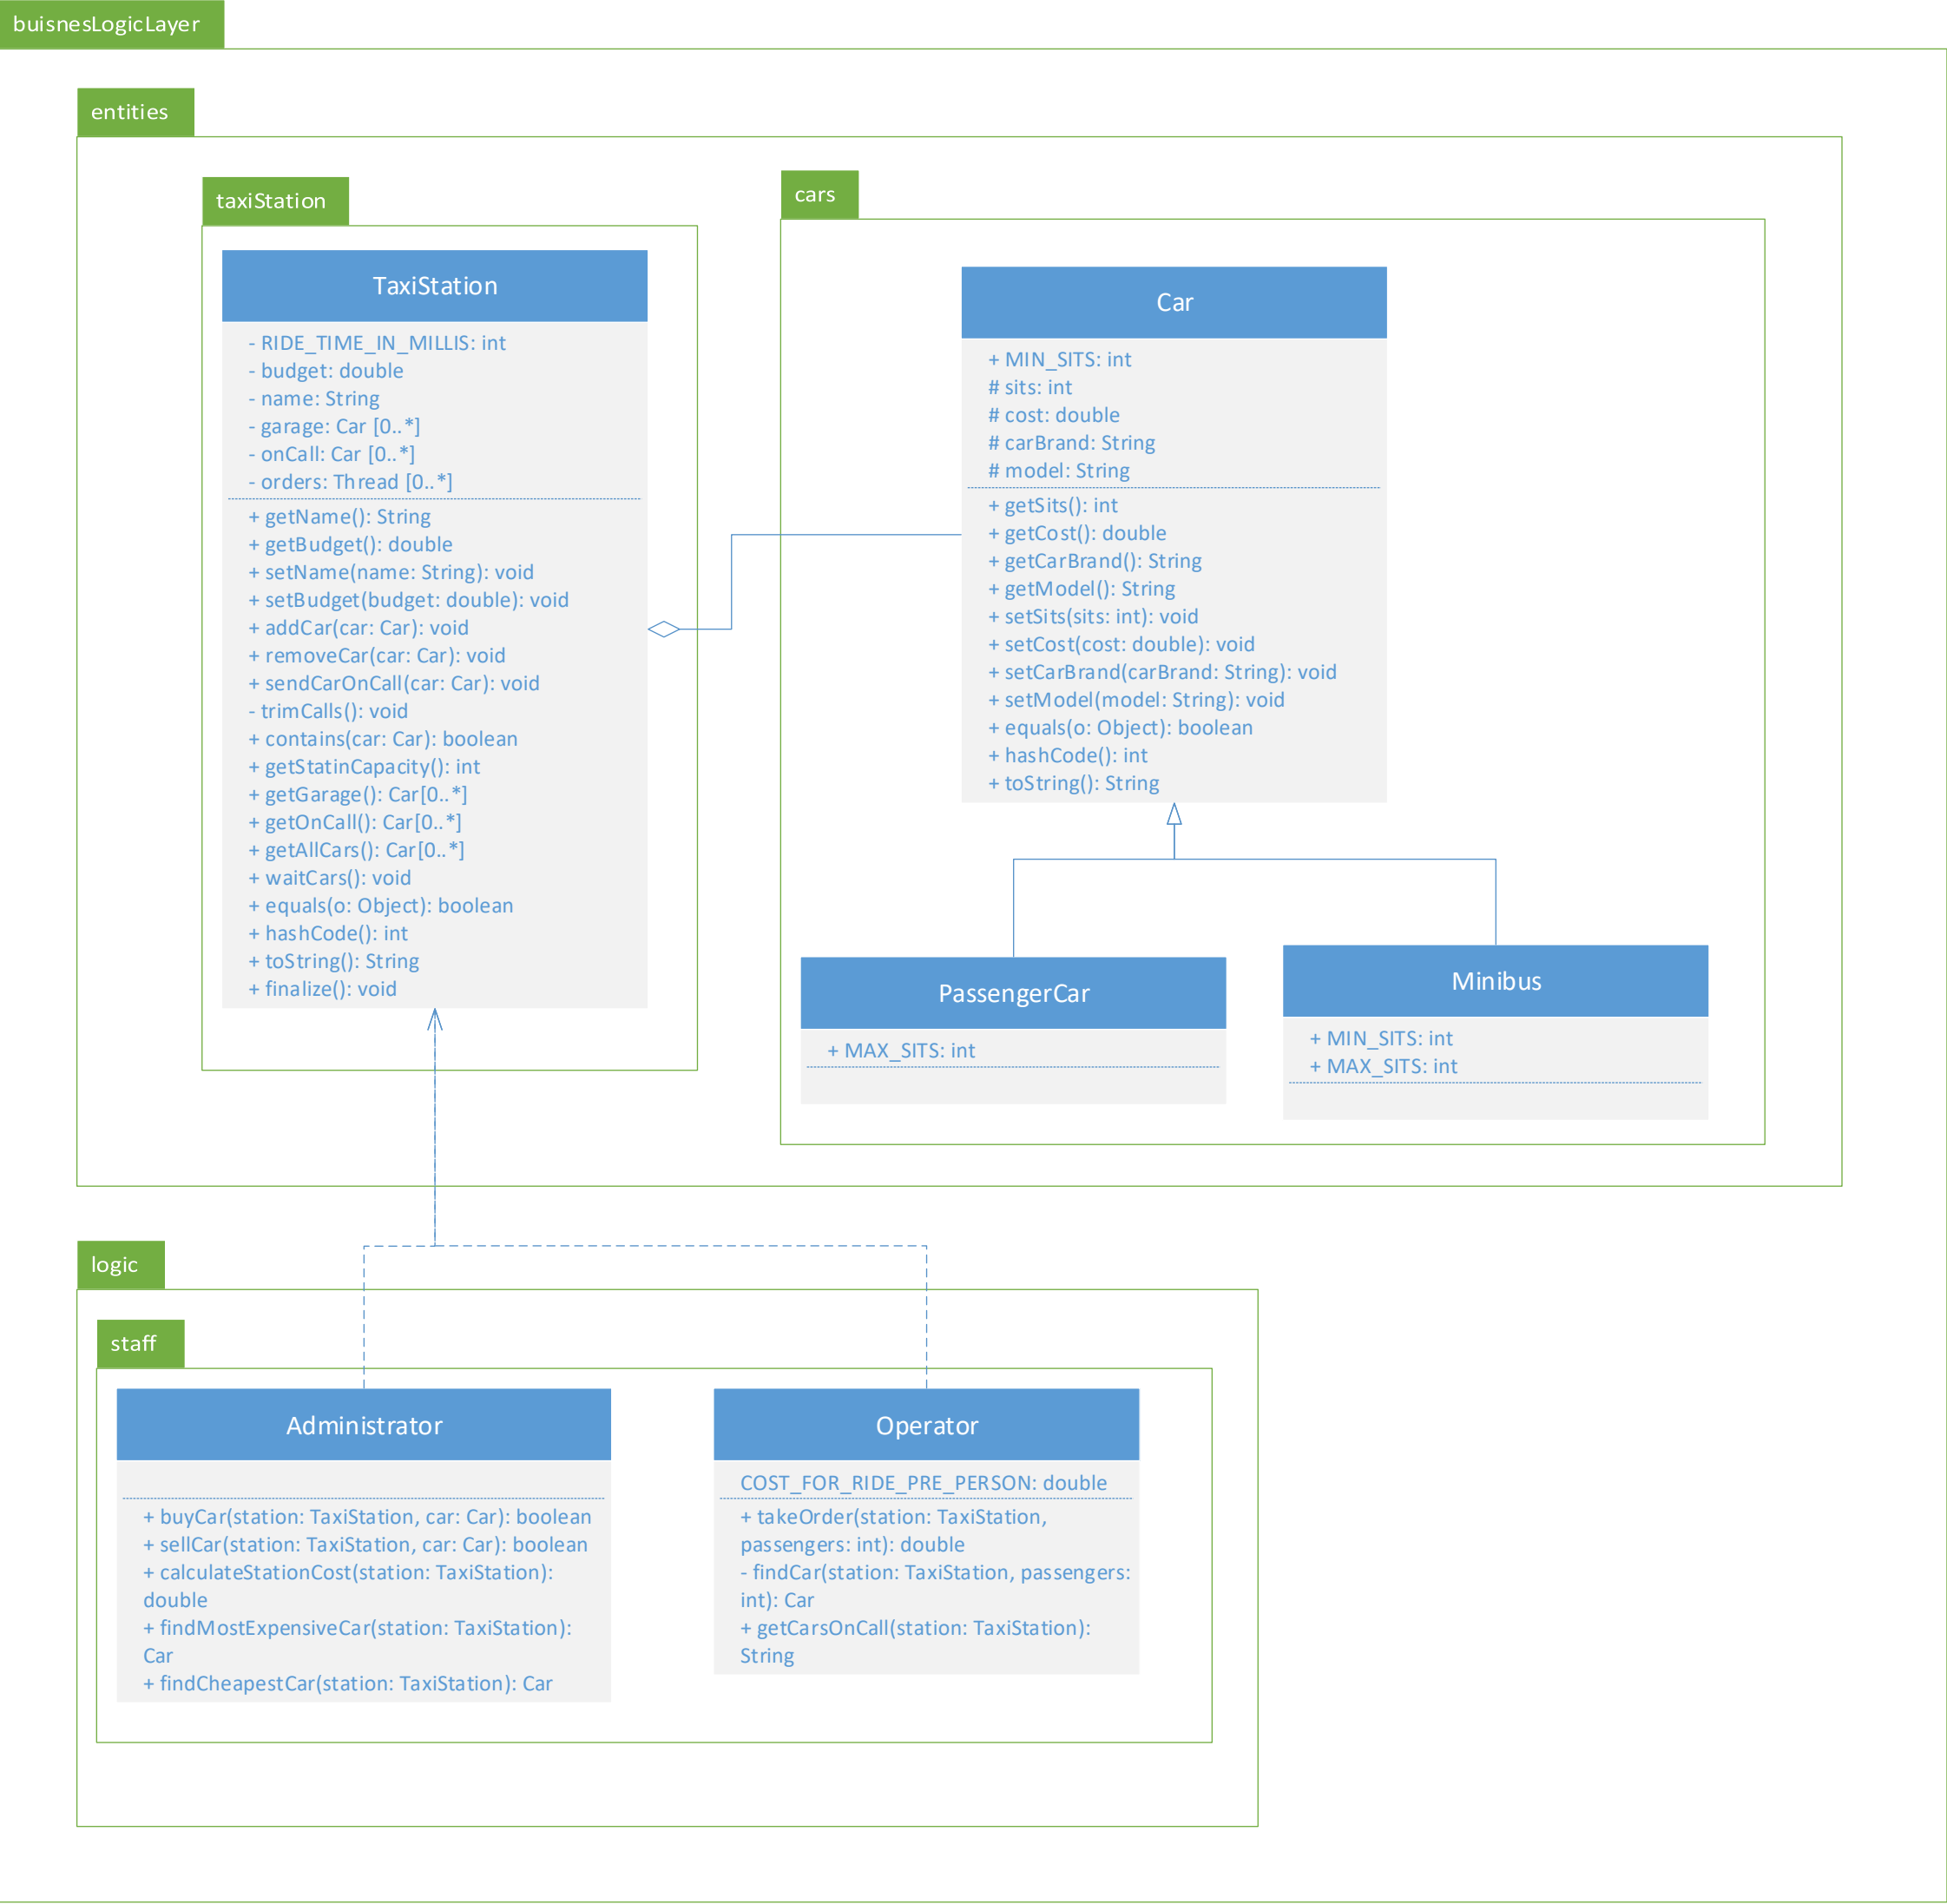 buisnesLogicLayer
entities
taxiStation
TaxiStation
- RIDE_TIME_IN_MILLIS: int
- budget: double
- name: String
- garage: Car [0..*]
- onCall: Car [0..*]
- orders: Thread [0..*]
+ getName(): String
+ getBudget(): double
+ setName(name: String): void
+ setBudget(budget: double): void
+ addCar(car: Car): void
+ removeCar(car: Car): void
+ sendCarOnCall(car: Car): void
- trimCalls(): void
+ contains(car: Car): boolean
+ getStatinCapacity(): int
+ getGarage(): Car[0..*]
+ getOnCall(): Car[0..*]
+ getAllCars(): Car[0..*]
+ waitCars(): void
+ equals(o: Object): boolean
+ hashCode(): int
+ toString(): String
+ finalize(): void
cars
Car
+ MIN_SITS: int
# sits: int
# cost: double
# carBrand: String
# model: String
+ getSits(): int
+ getCost(): double
+ getCarBrand(): String
+ getModel(): String
+ setSits(sits: int): void
+ setCost(cost: double): void
+ setCarBrand(carBrand: String): void
+ setModel(model: String): void
+ equals(o: Object): boolean
+ hashCode(): int
+ toString(): String
PassengerCar
+ MAX_SITS: int
Minibus
+ MIN_SITS: int
+ MAX_SITS: int
logic
staff
Administrator
+ buyCar(station: TaxiStation, car: Car): boolean
+ sellCar(station: TaxiStation, car: Car): boolean
+ calculateStationCost(station: TaxiStation):
double
+ findMostExpensiveCar(station: TaxiStation):
Car
+ findCheapestCar(station: TaxiStation): Car
Operator
COST_FOR_RIDE_PRE_PERSON: double
+ takeOrder(station: TaxiStation,
passengers: int): double
- findCar(station: TaxiStation, passengers:
int): Car
+ getCarsOnCall(station: TaxiStation):
String